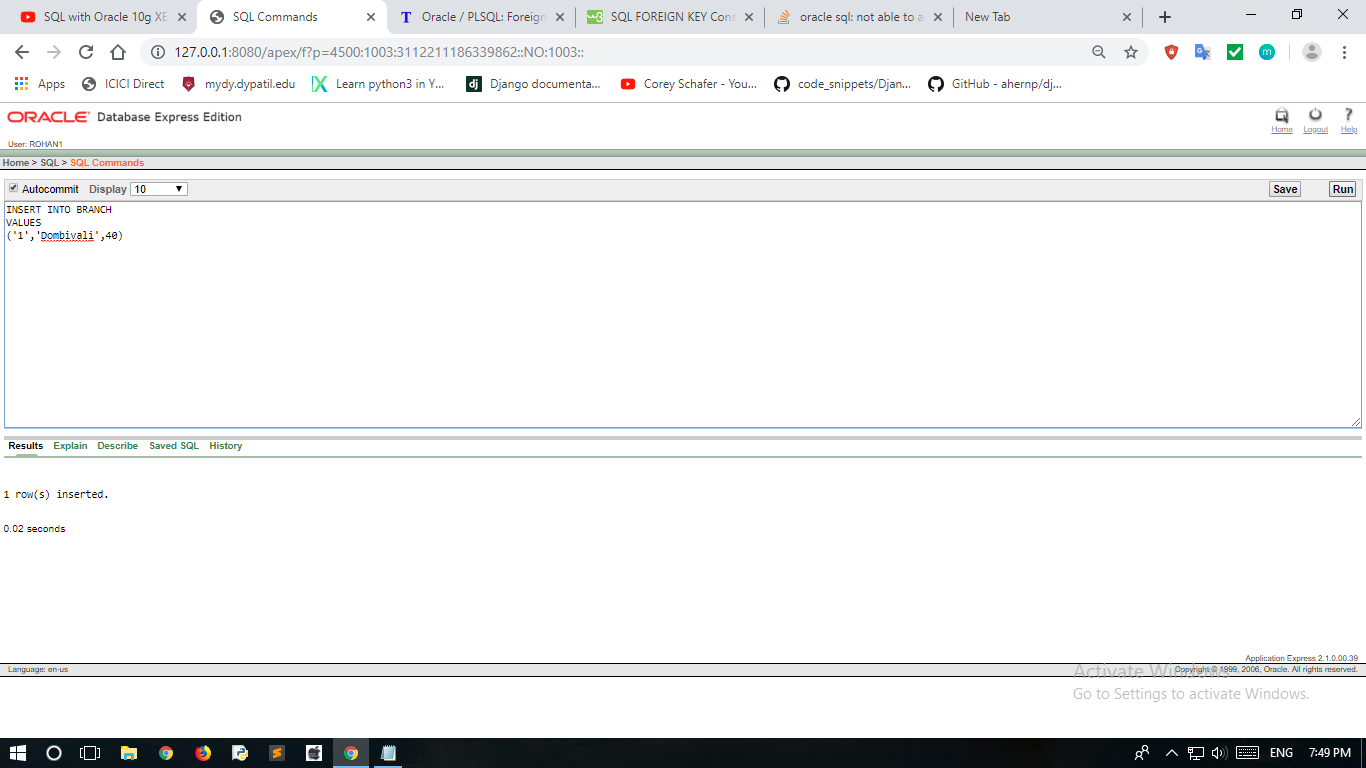 SQL with Oracle 10g XE
SQL Commands
Oracle / PLSQL: Foreign
SQL FOREIGN KEY Cons
oracle sql: not able to a
New Tab
127.0.0.1:8080/apex/f?p=4500:1003:3112211186339862::NO:1003::
Apps
ICICI Direct
mydy.dypatil.edu
Learn python3 in Y...
Django documenta...
Corey Schafer - You...
code_snippets/Djan...
GitHub - ahernp/dj...
ORACLE Database Express Edition
Home
Logout
Help
User: ROHAN1
Home > SQL > SQL Commands
Autocommit Display 10
Save
Run
INSERT INTO BRANCH
VALUES
('1','Dombivali',40)
Results Explain Describe Saved SQL History
1 row(s) inserted.
0.02 seconds
Application Express 2.1.0.00.39
Language: en-us
Copyright © 1999, 2006, Oracle. All rights reserved.
Activate Windows
Go to Settings to activate Windows.
ENG
7:49 PM